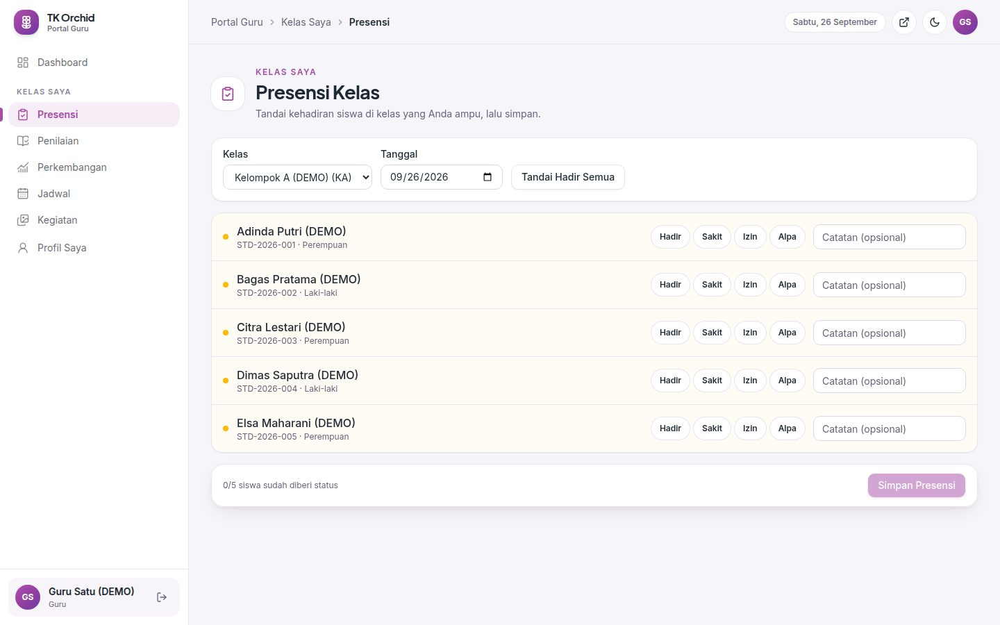 TK Orchid
Portal Guru
Dashboard
KELAS SAYA
Presensi
Penilaian
Perkembangan
Jadwal
Kegiatan
Profil Saya
GS
Guru Satu (DEMO)
Guru
Portal Guru > Kelas Saya > Presensi
Sabtu, 26 September
GS
KELAS SAYA
Presensi Kelas
Tandai kehadiran siswa di kelas yang Anda ampu, lalu simpan.
Kelas
Tanggal
Kelompok A (DEMO) (KA)
09/26/2026
Tandai Hadir Semua
Adinda Putri (DEMO)
STD-2026-001 · Perempuan
Hadir Sakit Izin Alpa Catatan (opsional)
Bagas Pratama (DEMO)
STD-2026-002 · Laki-laki
Hadir Sakit Izin Alpa Catatan (opsional)
Citra Lestari (DEMO)
STD-2026-003 · Perempuan
Hadir Sakit Izin Alpa Catatan (opsional)
Dimas Saputra (DEMO)
STD-2026-004 · Laki-laki
Hadir Sakit Izin Alpa Catatan (opsional)
Elsa Maharani (DEMO)
STD-2026-005 · Perempuan
Hadir Sakit Izin Alpa Catatan (opsional)
0/5 siswa sudah diberi status
Simpan Presensi